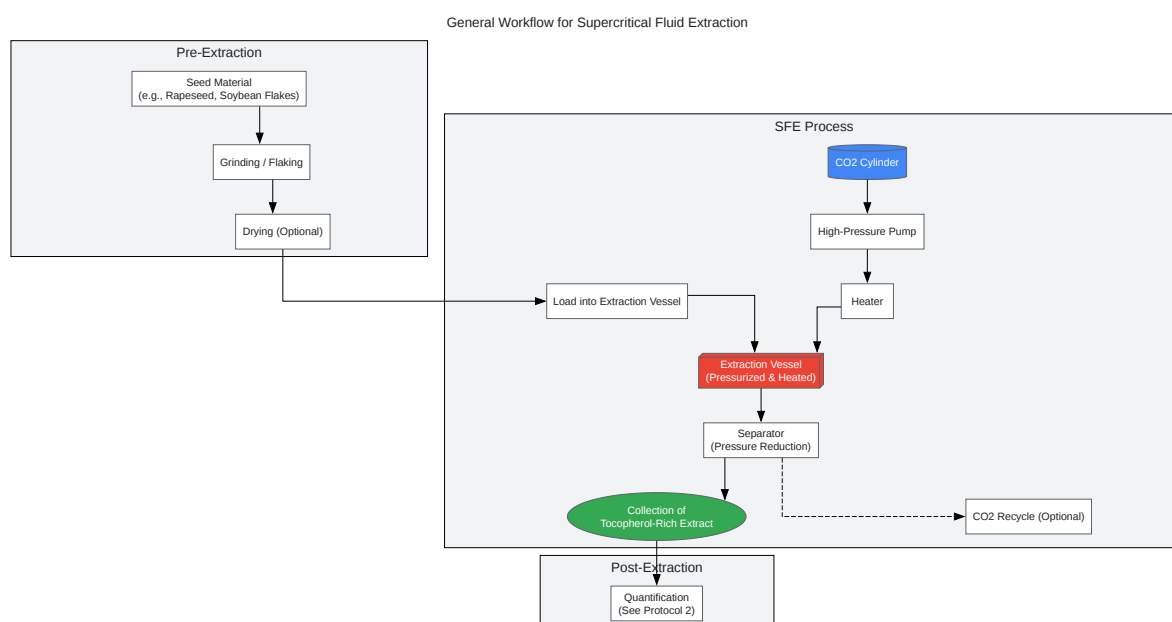 General Workflow for Supercritical Fluid Extraction
Pre-Extraction
Seed Material
(e.g., Rapeseed, Soybean Flakes)
Grinding / Flaking
Drying (Optional)
SFE Process
CO2 Cylinder
High-Pressure Pump
Load into Extraction Vessel
Heater
Extraction Vessel
(Pressurized & Heated)
Separator
(Pressure Reduction)
Collection of
Tocopherol-Rich Extract
CO2 Recycle (Optional)
Post-Extraction
Quantification
(See Protocol 2)